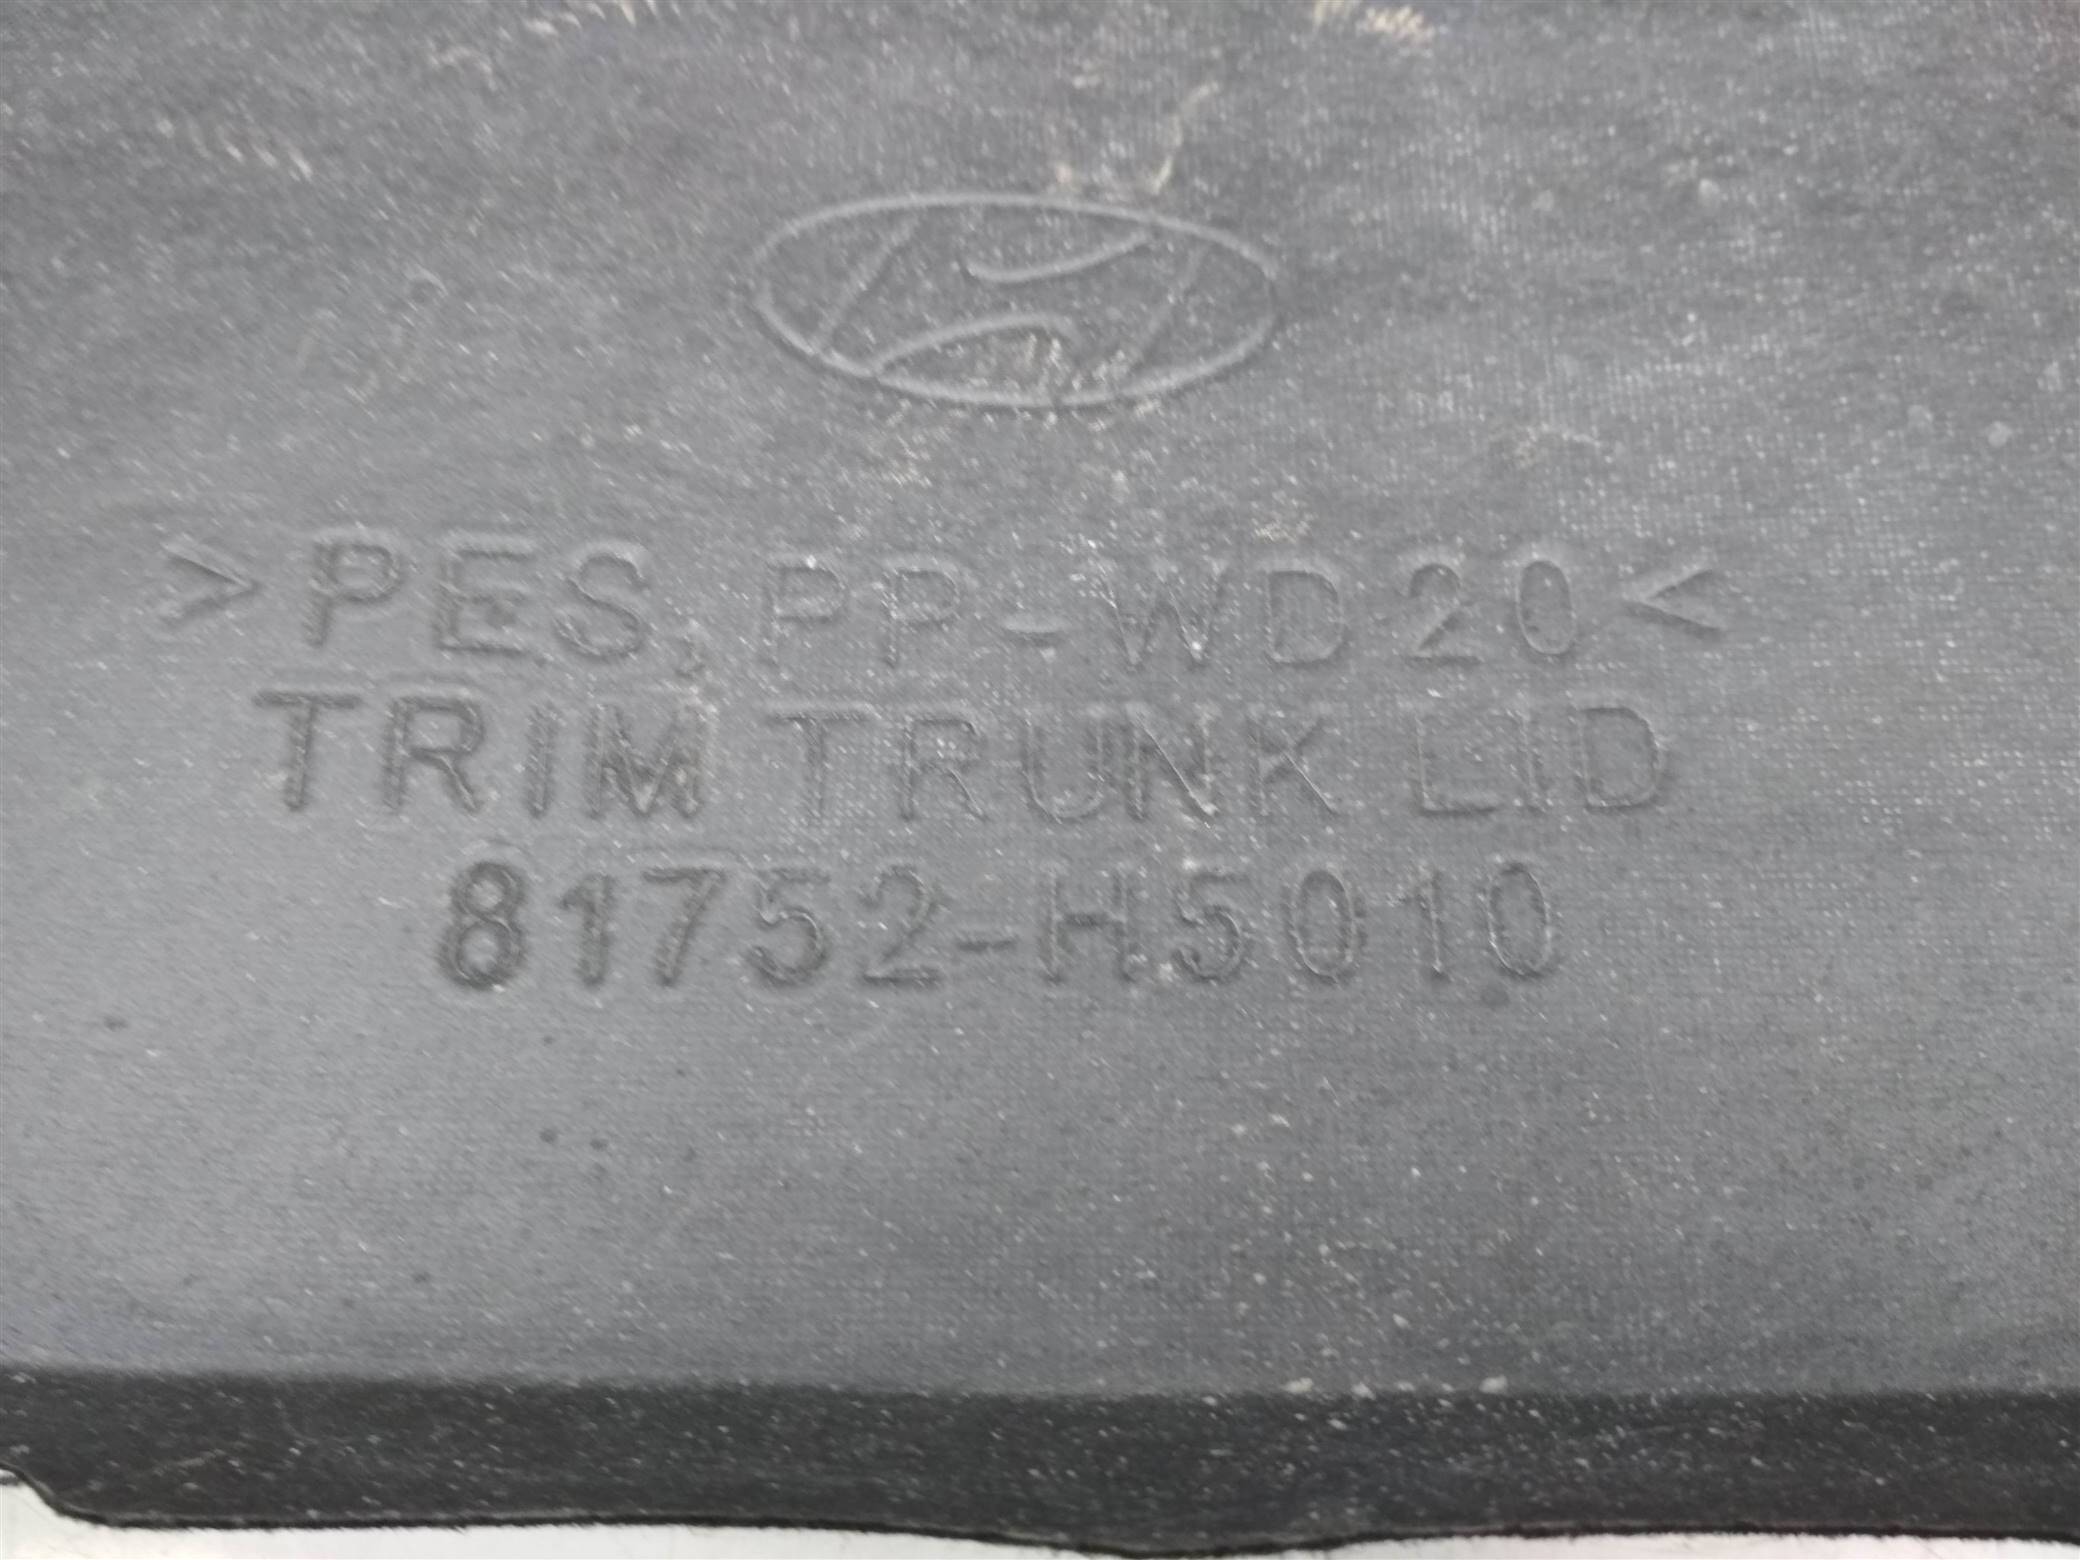 >PES, PP-WD20<
TRIM TRUNK LID
81752-H5010